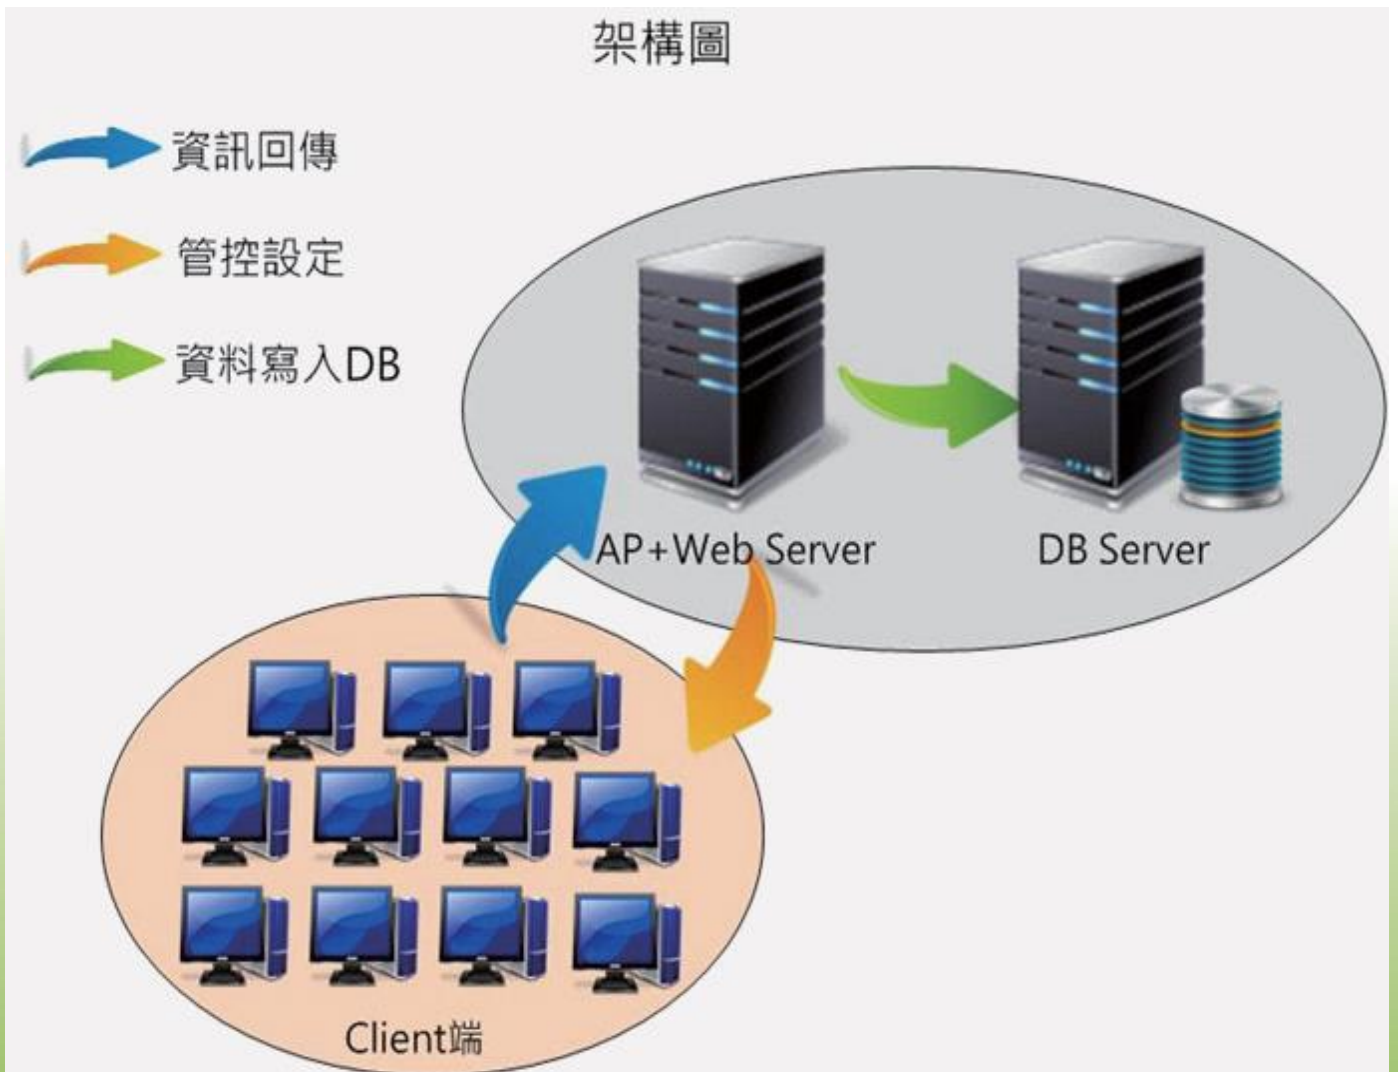 架構圖
資訊回傳
管控設定
資料寫入DB
AP+Web Server
DB Server
Client端